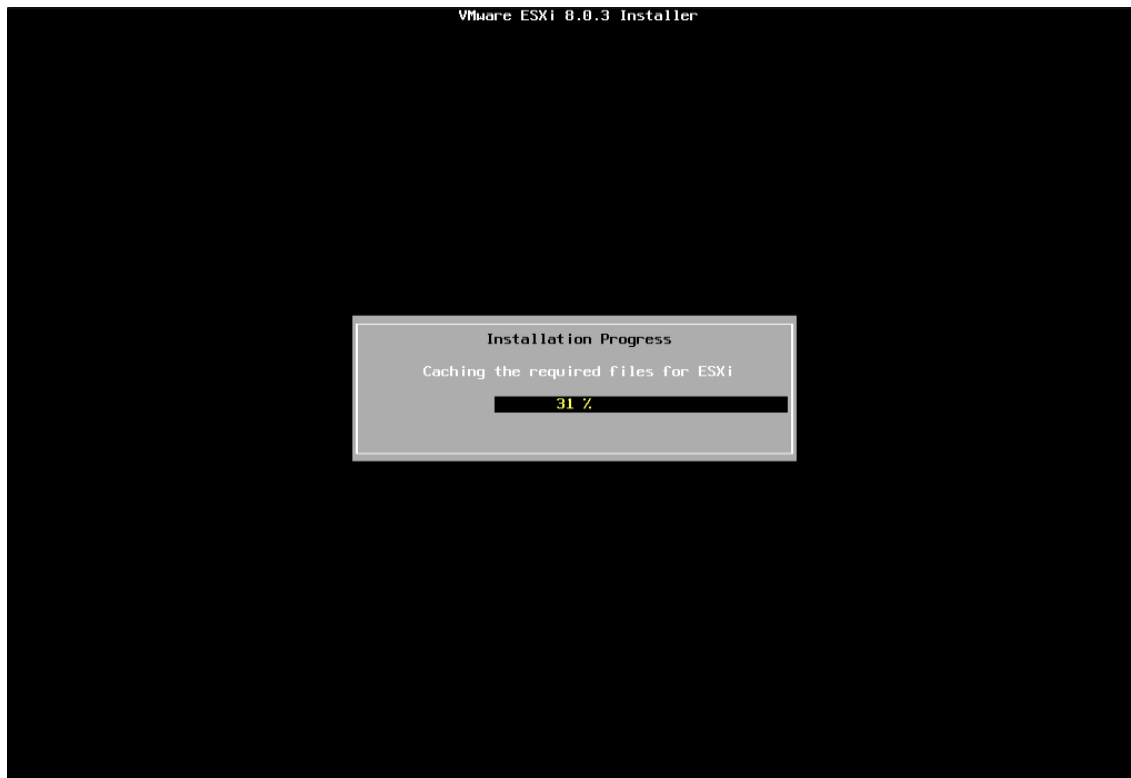 VMware ESXi 8.0.3 Installer
Installation Progress
Caching the required files for ESXi
31 %